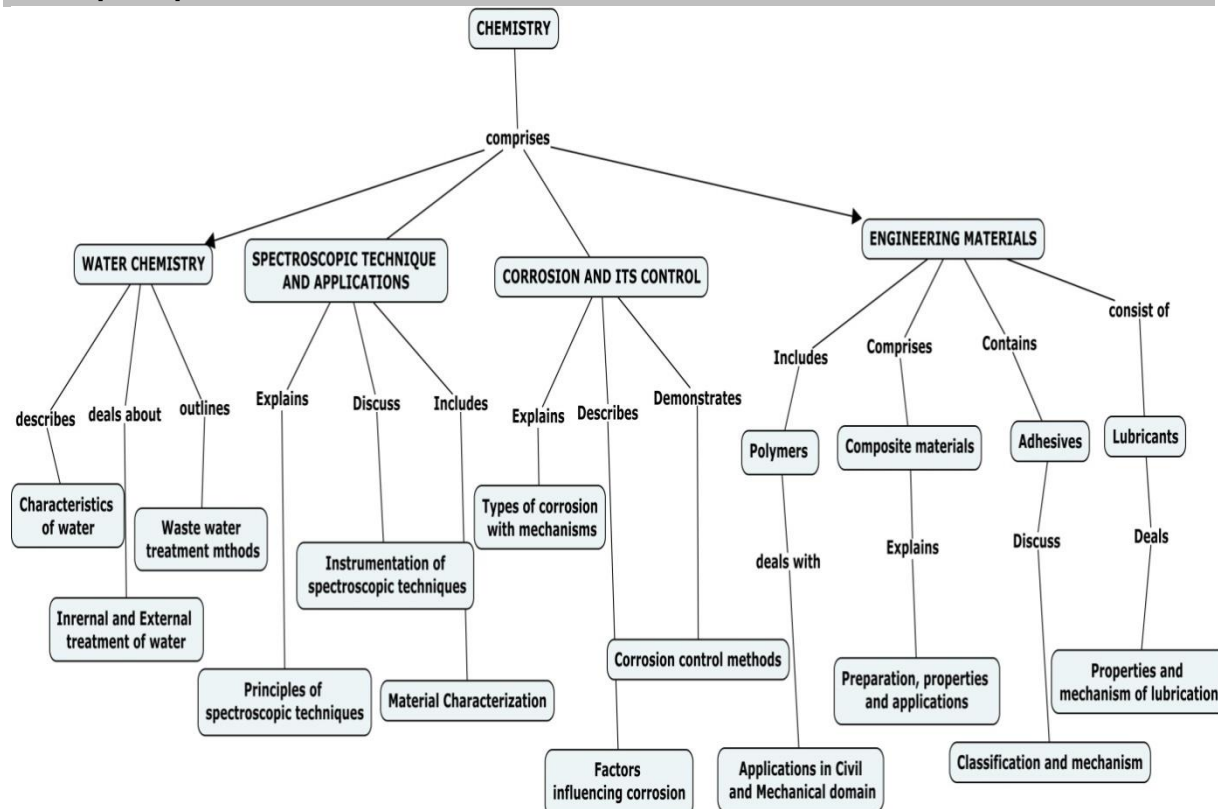 CHEMISTRY
comprises
WATER CHEMISTRY
SPECTROSCOPIC TECHNIQUE
AND APPLICATIONS
CORROSION AND ITS CONTROL
ENGINEERING MATERIALS
describes
deals about
outlines
Explains
Discuss
Includes
Explains
Describes
Demonstrates
Includes
Comprises
Contains
consist of
Characteristics
of water
Waste water
treatment mthods
Inrernal and External
treatment of water
Principles of
spectroscopic techniques
Instrumentation of
spectroscopic techniques
Material Characterization
Types of corrosion
with mechanisms
Factors
influencing corrosion
Corrosion control methods
Polymers
Composite materials
Adhesives
Lubricants
deals with
Explains
Discuss
Deals
Applications in Civil
and Mechanical domain
Preparation, properties
and applications
Classification and mechanism
Properties and
mechanism of lubrication